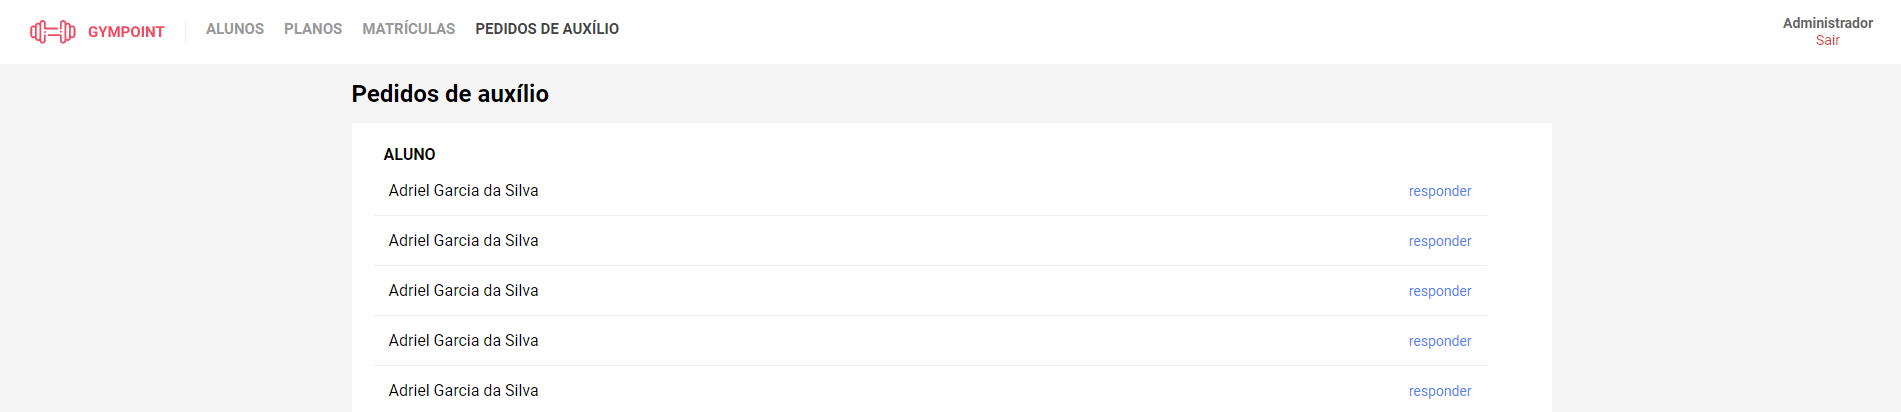 GYMPOINT ALUNOS PLANOS MATRÍCULAS PEDIDOS DE AUXÍLIO Administrador
Sair
Pedidos de auxílio
ALUNO
Adriel Garcia da Silva responder
Adriel Garcia da Silva responder
Adriel Garcia da Silva responder
Adriel Garcia da Silva responder
Adriel Garcia da Silva responder